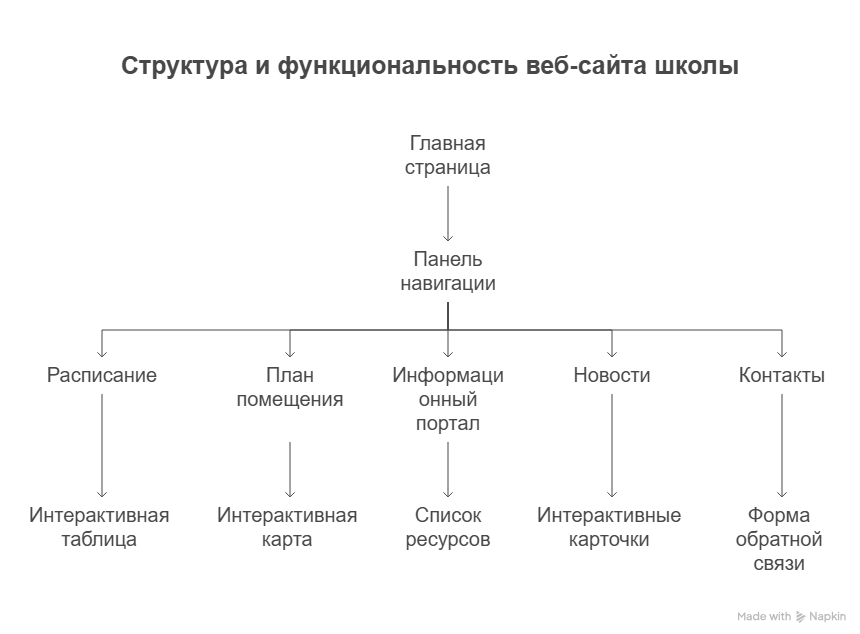 Структура и функциональность веб-сайта школы
Главная
страница
Панель
навигации
Расписание
План
помещения
Информаци
онный
портал
Новости
Контакты
Интерактивная
таблица
Интерактивная
карта
Список
ресурсов
Интерактивные
карточки
Форма
обратной
связи
Made with Napkin